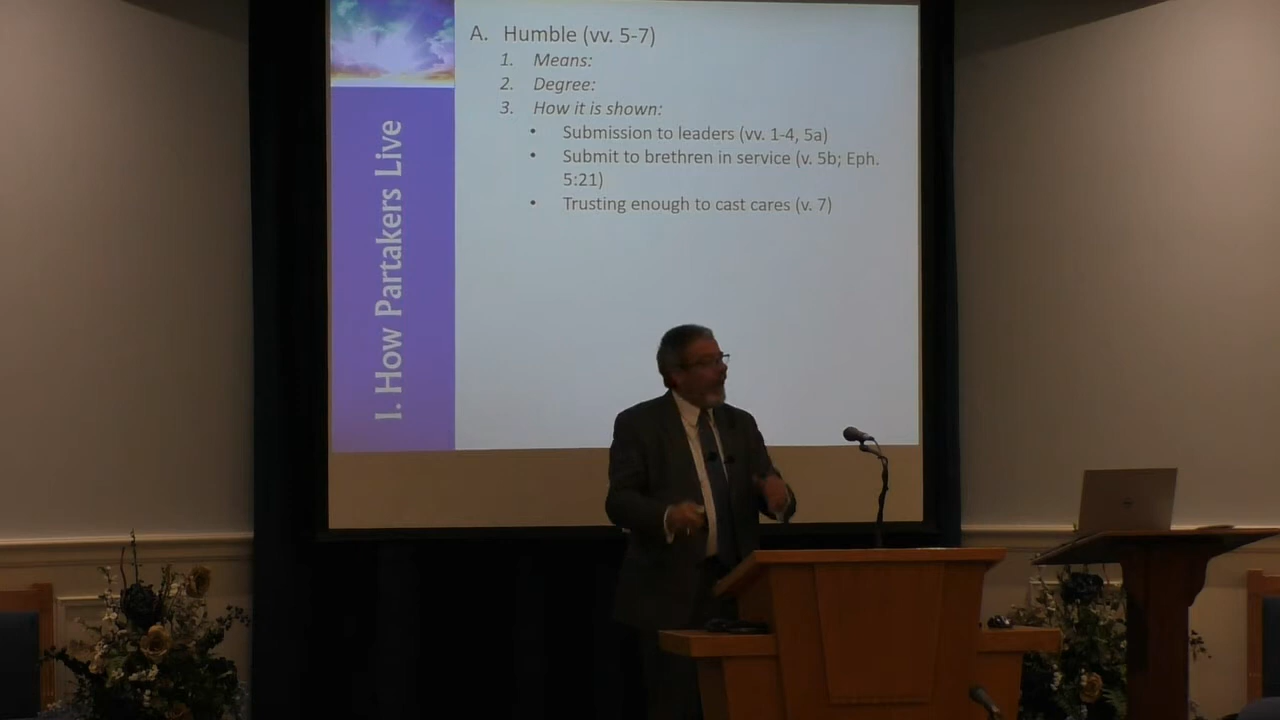 I. How Partakers Live
A. Humble (vv. 5-7)
1. Means:
2. Degree:
3. How it is shown:
• Submission to leaders (vv. 1-4, 5a)
• Submit to brethren in service (v. 5b; Eph.
5:21)
• Trusting enough to cast cares (v. 7)